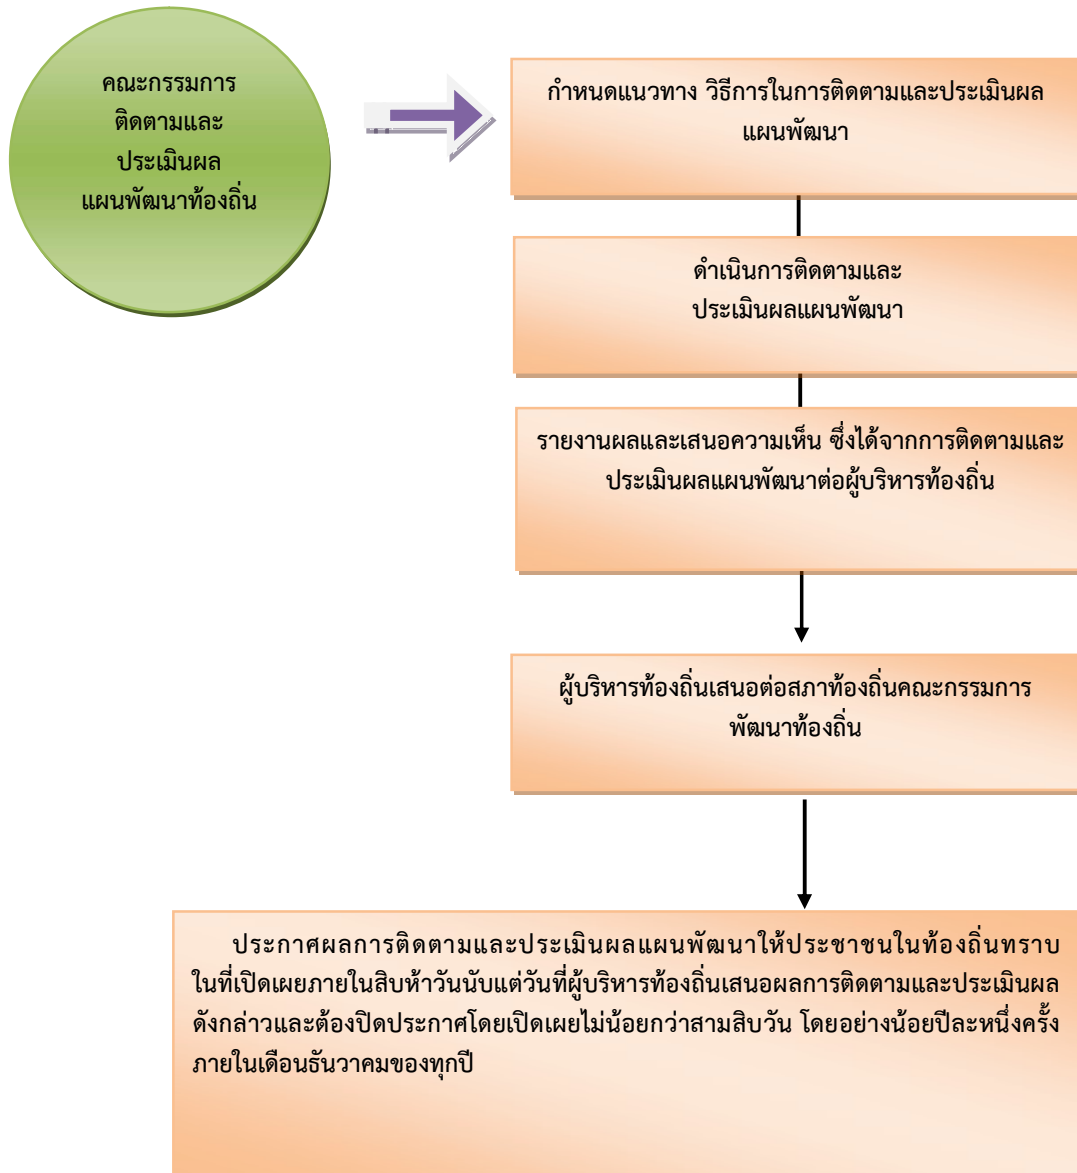 คณะกรรมการ
ติดตามและ
ประเมินผล
แผนพัฒนาท้องถิ่น
กำหนดแนวทาง วิธีการในการติดตามและประเมินผล
แผนพัฒนา
ดำเนินการติดตามและ
ประเมินผลแผนพัฒนา
รายงานผลและเสนอความเห็น ซึ่งได้จากการติดตามและ
ประเมินผลแผนพัฒนาต่อผู้บริหารท้องถิ่น
ผู้บริหารท้องถิ่นเสนอต่อสภาท้องถิ่นคณะกรรมการ
พัฒนาท้องถิ่น
ประกาศผลการติดตามและประเมินผลแผนพัฒนาให้ประชาชนในท้องถิ่นทราบ
ในที่เปิดเผยภายในสิบห้าวันนับแต่วันที่ผู้บริหารท้องถิ่นเสนอผลการติดตามและประเมินผล
ดังกล่าวและต้องปิดประกาศโดยเปิดเผยไม่น้อยกว่าสามสิบวัน โดยอย่างน้อยปีละหนึ่งครั้ง
ภายในเดือนธันวาคมของทุกปี